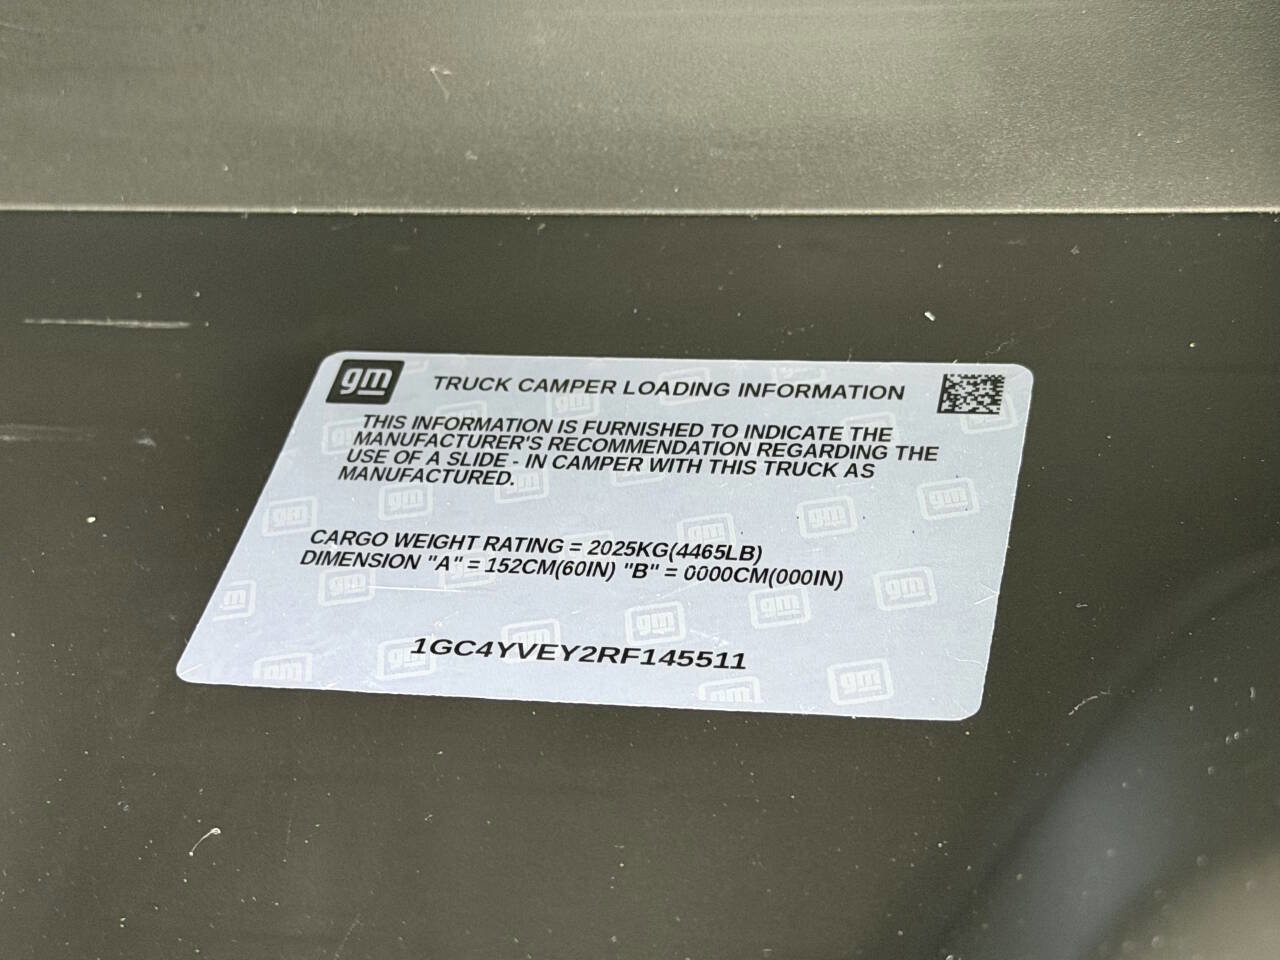 gm TRUCK CAMPER LOADING INFORMATION
THIS INFORMATION IS FURNISHED TO INDICATE THE
MANUFACTURER'S RECOMMENDATION REGARDING THE
USE OF A SLIDE - IN CAMPER WITH THIS TRUCK AS
MANUFACTURED.
CARGO WEIGHT RATING = 2025KG(4465LB)
DIMENSION "A" = 152CM(60IN) "B" = 0000CM(000IN)
1GC4YVEY2RF145511